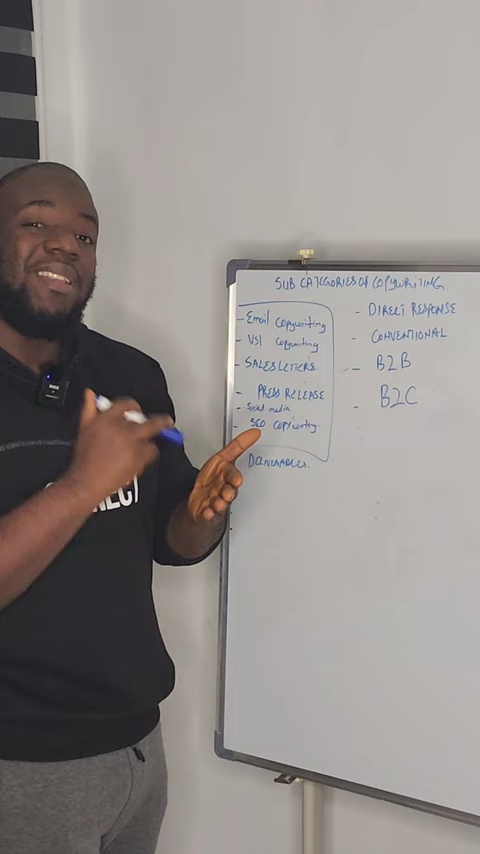 SUB CATEGORIES OF COPYWRITING
- Email copywriting
- VSL copywriting
- SALES LETTERS
- PRESS RELEASE
- Social media
- SEO copywriting
DELIVERABLES.
- DIRECT RESPONSE
- CONVENTIONAL
- B2B
- B2C
NECT